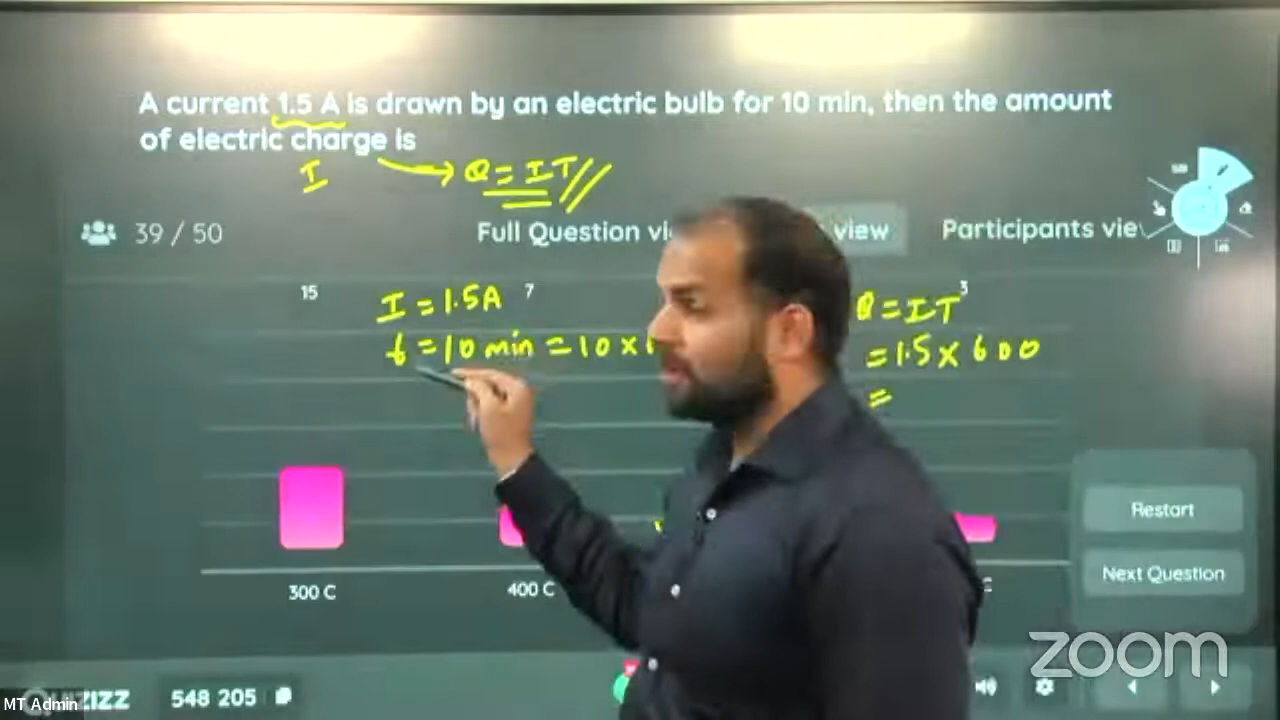 A current 1.5 A is drawn by an electric bulb for 10 min, then the amount
of electric charge is
I Q = IT
39 / 50
Full Question view Participants
15 7 3
I = 1.5A Q = IT
t = 10 min = 10 x = 1.5 x 600
=
Restart
Next Question
300 C 400 C C
zoom
548 205
MT Admin